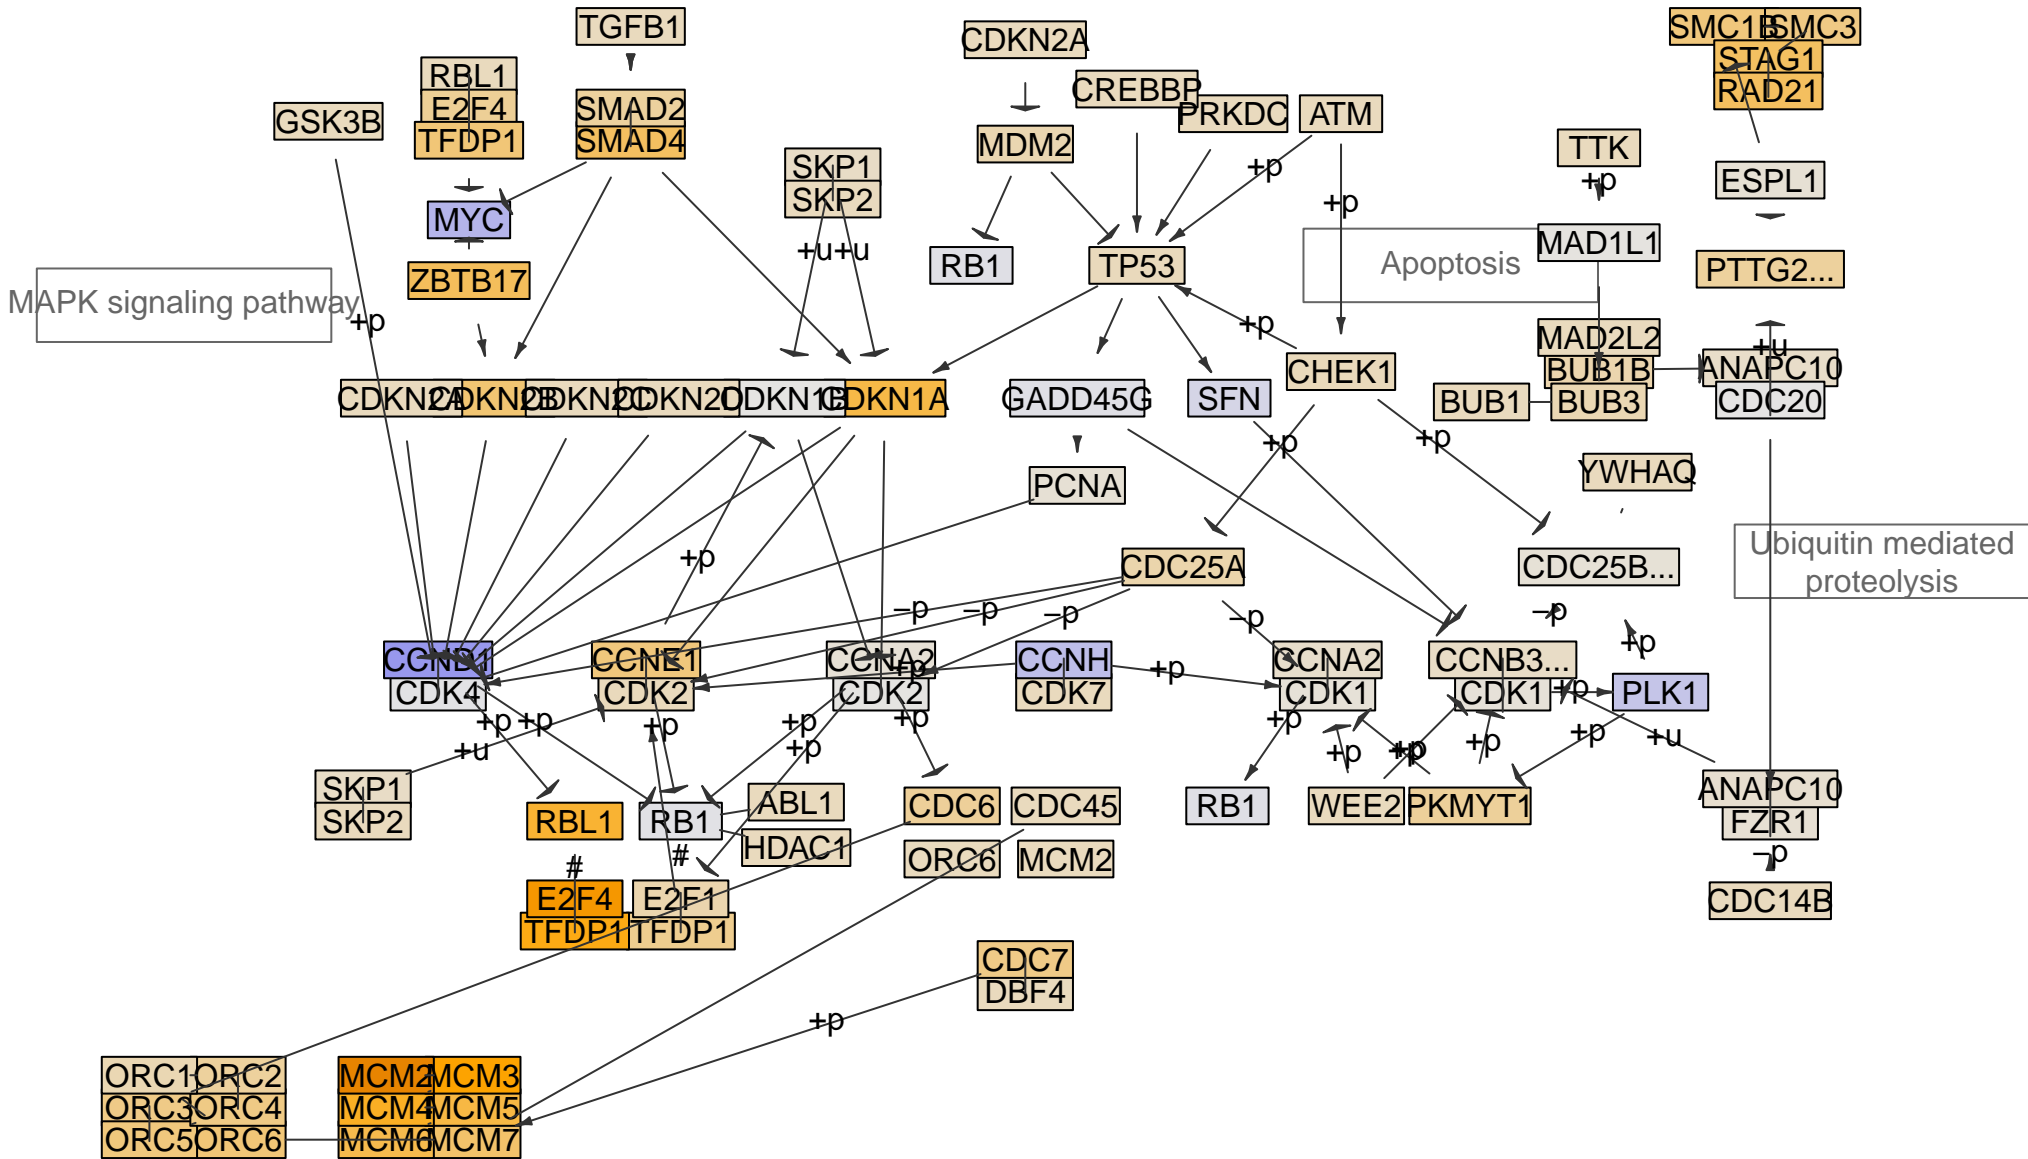 TGFB1
CDKN2A
SMC1B
SMC3
STAG1
RAD21
RBL1
E2F4
TFDP1
GSK3B
SMAD2
SMAD4
CREBBP
PRKDC
ATM
MDM2
TTK
+p
SKP1
SKP2
ESPL1
MYC
+p
+p
+u
+u
RB1
TP53
Apoptosis
MAD1L1
PTTG2...
ZBTB17
MAPK signaling pathway
+p
+p
MAD2L2
+u
CHEK1
BUB1B
ANAPC10
CDKN2A
CDKN2B
CDKN2C
CDKN2D
CDKN1B
CDKN1A
GADD45G
SFN
BUB1
BUB3
CDC20
+p
+p
PCNA
YWHAQ
+p
CDC25A
CDC25B...
Ubiquitin mediated
proteolysis
−p
−p
−p
−p
−p
+p
CCND1
CDK4
CCNE1
CDK2
CCNA2
+p
CDK2
CCNH
CDK7
+p
CCNA2
CDK1
CCNB3...
CDK1
+p
PLK1
+p
+p
+p
+p
+p
+p
+p
+u
+p
+p
+p
+p
+p
+u
SKP1
SKP2
RBL1
RB1
ABL1
HDAC1
CDC6
CDC45
ORC6
MCM2
RB1
WEE2
PKMYT1
ANAPC10
FZR1
−p
CDC14B
#
#
E2F4
TFDP1
E2F1
TFDP1
CDC7
DBF4
+p
ORC1
ORC2
ORC3
ORC4
ORC5
ORC6
MCM2
MCM3
MCM4
MCM5
MCM6
MCM7